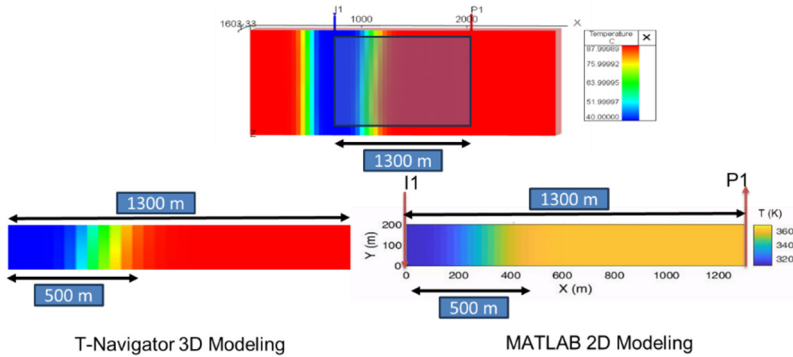 I1
P1
1603.33
1000
2000
X
Temperature
C
X
87.99989
75.99992
63.99995
51.99997
40.00000
Z
1300 m
1300 m
500 m
I1
P1
1300 m
T (K)
Y (m)
200
100
0
360
340
320
0
200
400
600
800
1000
1200
X (m)
500 m
T-Navigator 3D Modeling
MATLAB 2D Modeling